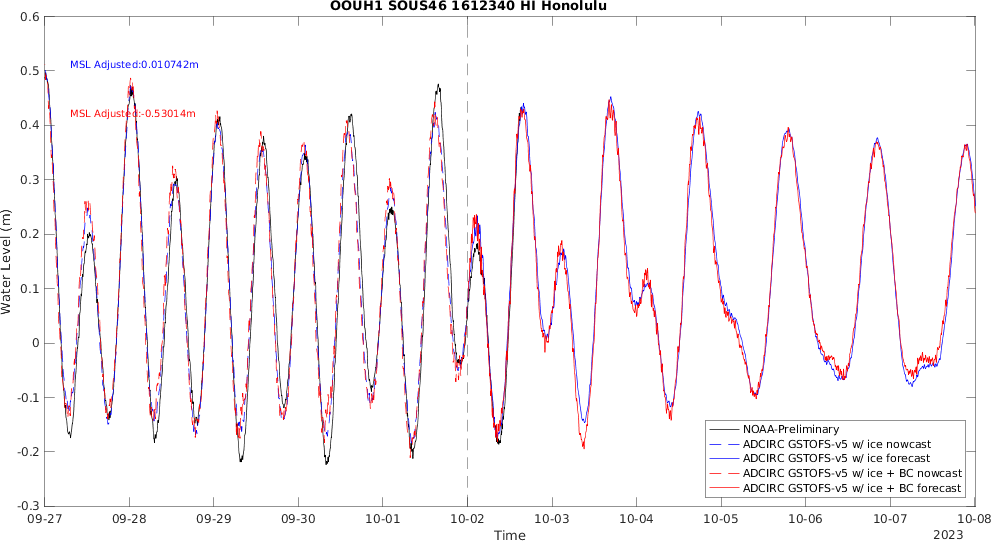 OOUH1 SOUS46 1612340 HI Honolulu
MSL Adjusted:0.010742m
MSL Adjusted:-0.53014m
Water Level (m)
0.6
0.5
0.4
0.3
0.2
0.1
0
-0.1
-0.2
-0.3
NOAA-Preliminary
ADCIRC GSTOFS-v5 w/ ice nowcast
ADCIRC GSTOFS-v5 w/ ice forecast
ADCIRC GSTOFS-v5 w/ ice + BC nowcast
ADCIRC GSTOFS-v5 w/ ice + BC forecast
09-27 09-28 09-29 09-30 10-01 10-02 10-03 10-04 10-05 10-06 10-07 10-08
Time
2023